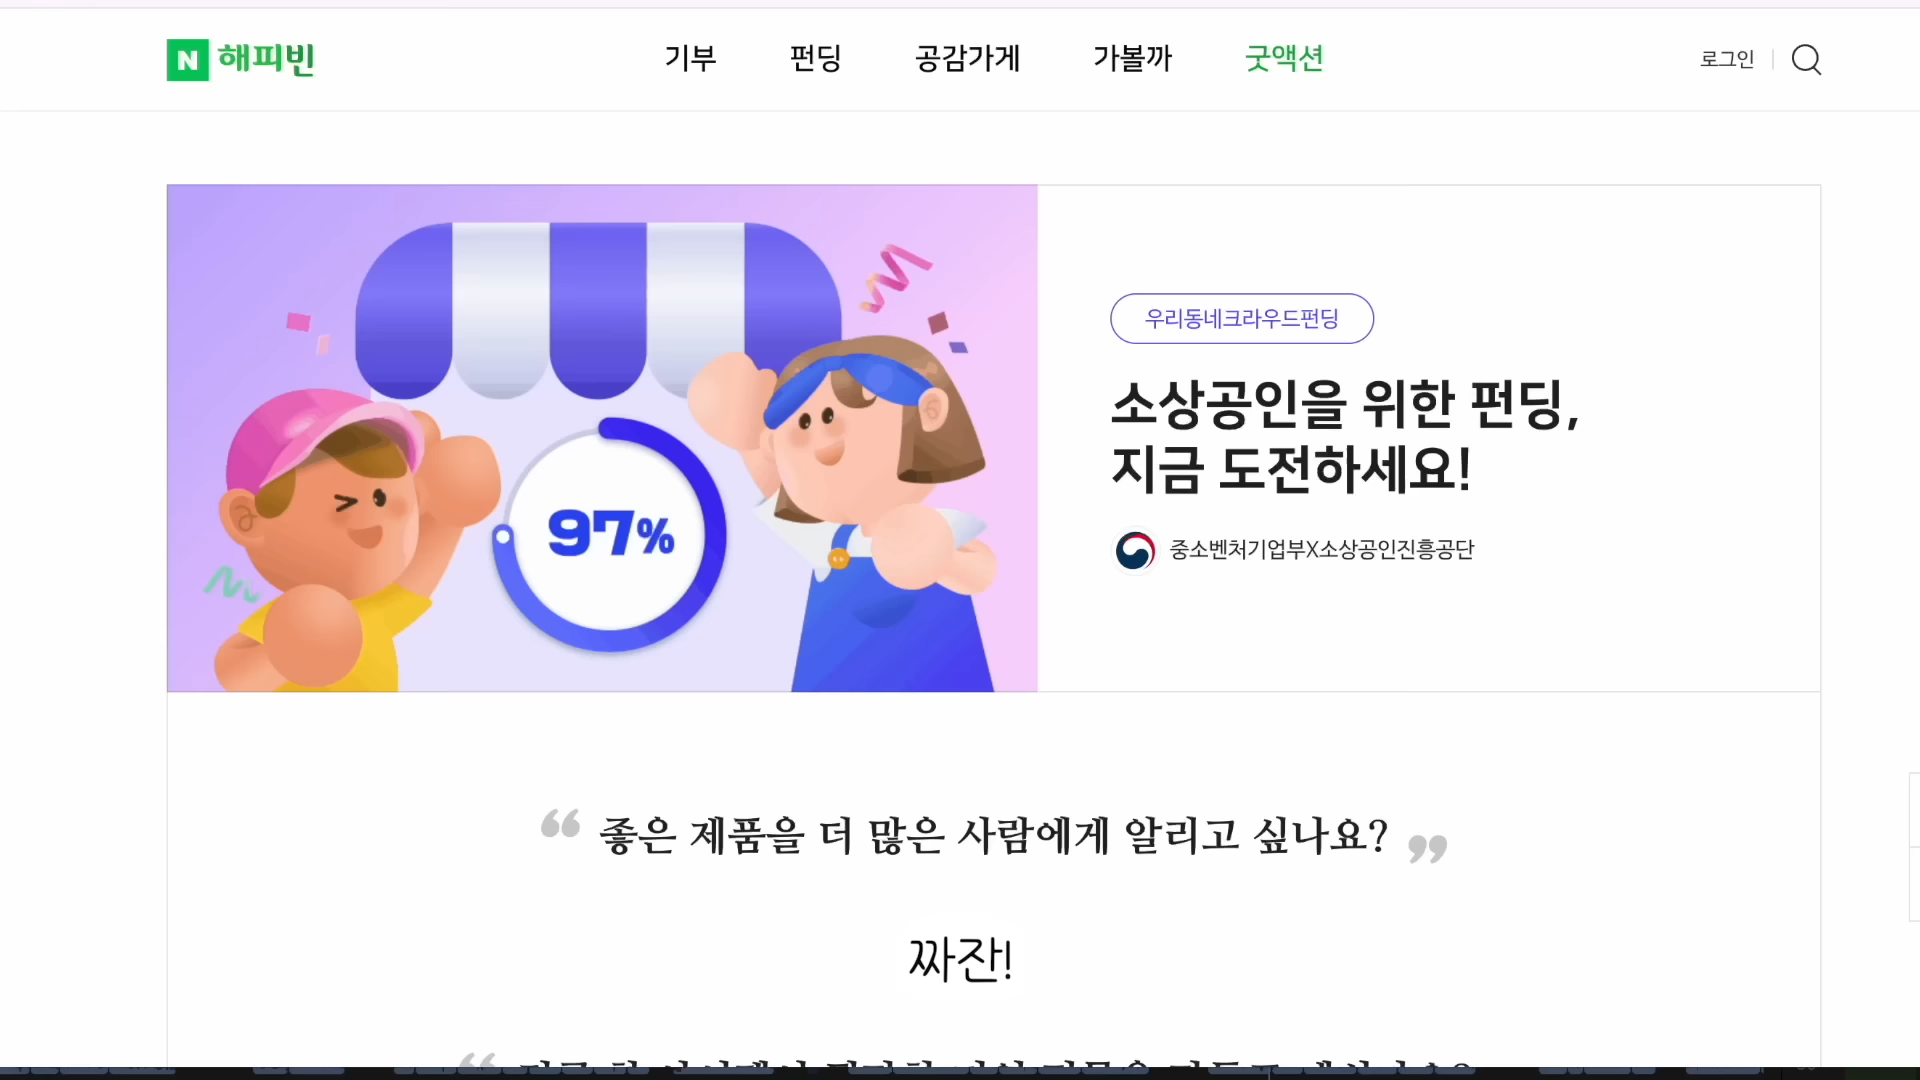 N 해피빈
기부 펀딩 공감가게 가볼까 굿액션
로그인
97%
우리동네크라우드펀딩
소상공인을 위한 펀딩,
지금 도전하세요!
중소벤처기업부X소상공인진흥공단
“ 좋은 제품을 더 많은 사람에게 알리고 싶나요? ”
짜잔!